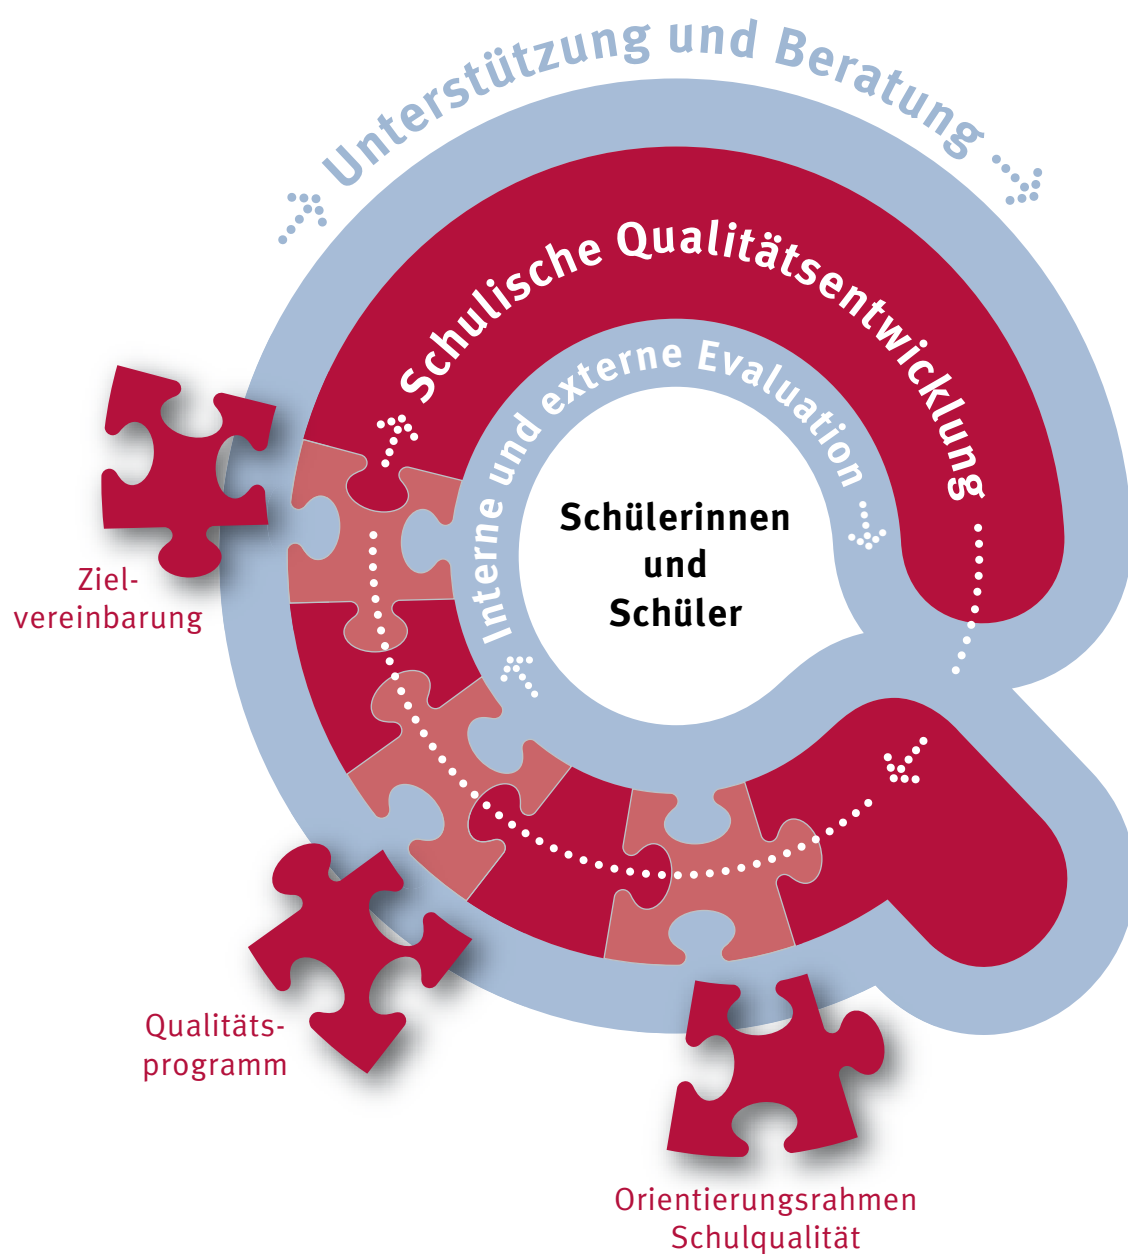 Unterstützung und Beratung
Schulische Qualitätsentwicklung
Interne und externe Evaluation
Schülerinnen
und
Schüler
Ziel-
vereinbarung
Qualitäts-
programm
Orientierungsrahmen
Schulqualität